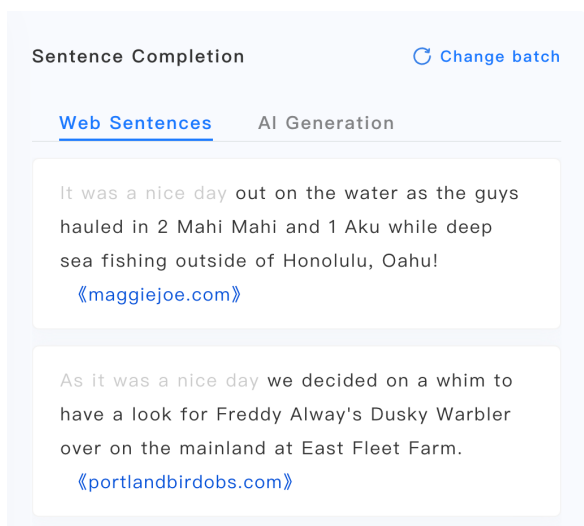 Sentence Completion
Change batch
Web Sentences
AI Generation
It was a nice day out on the water as the guys
hauled in 2 Mahi Mahi and 1 Aku while deep
sea fishing outside of Honolulu, Oahu!
《maggiejoe.com》
As it was a nice day we decided on a whim to
have a look for Freddy Alway's Dusky Warbler
over on the mainland at East Fleet Farm.
《portlandbirdobs.com》